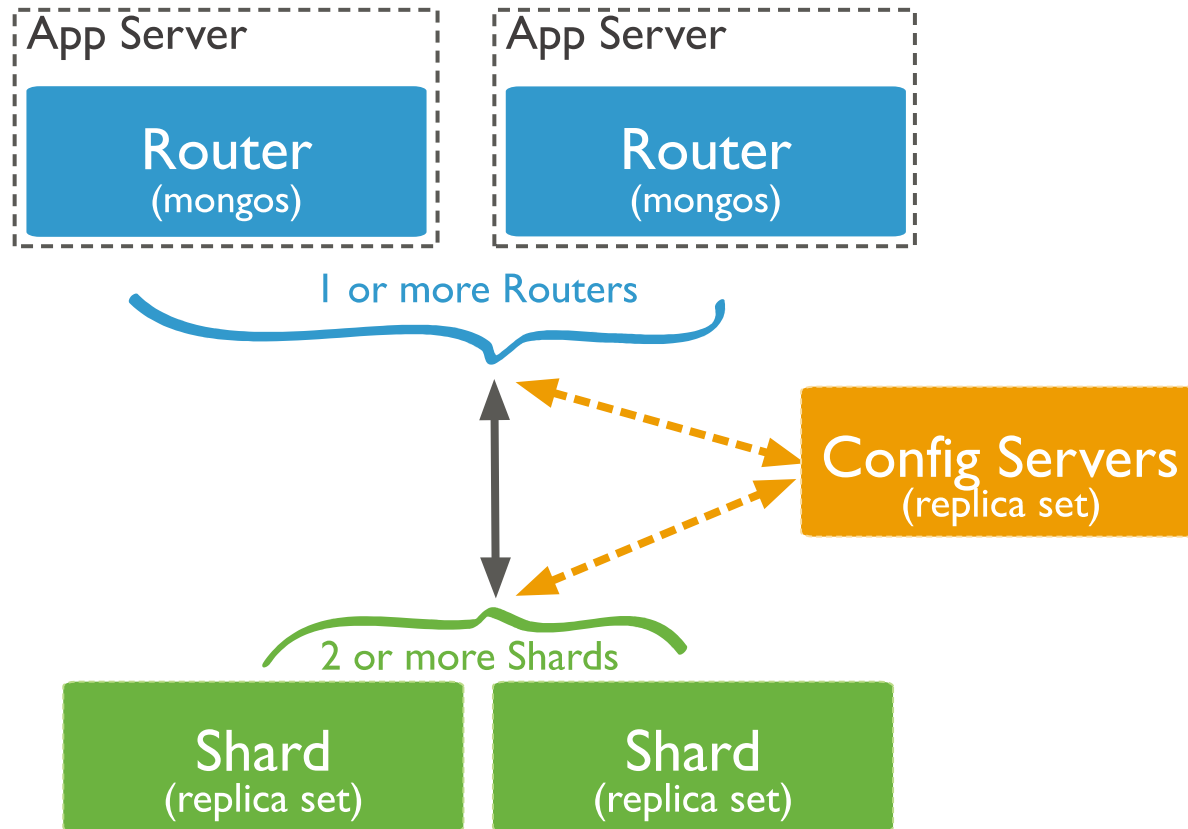 App Server
App Server
Router
(mongos)
Router
(mongos)
1 or more Routers
Config Servers
(replica set)
2 or more Shards
Shard
(replica set)
Shard
(replica set)